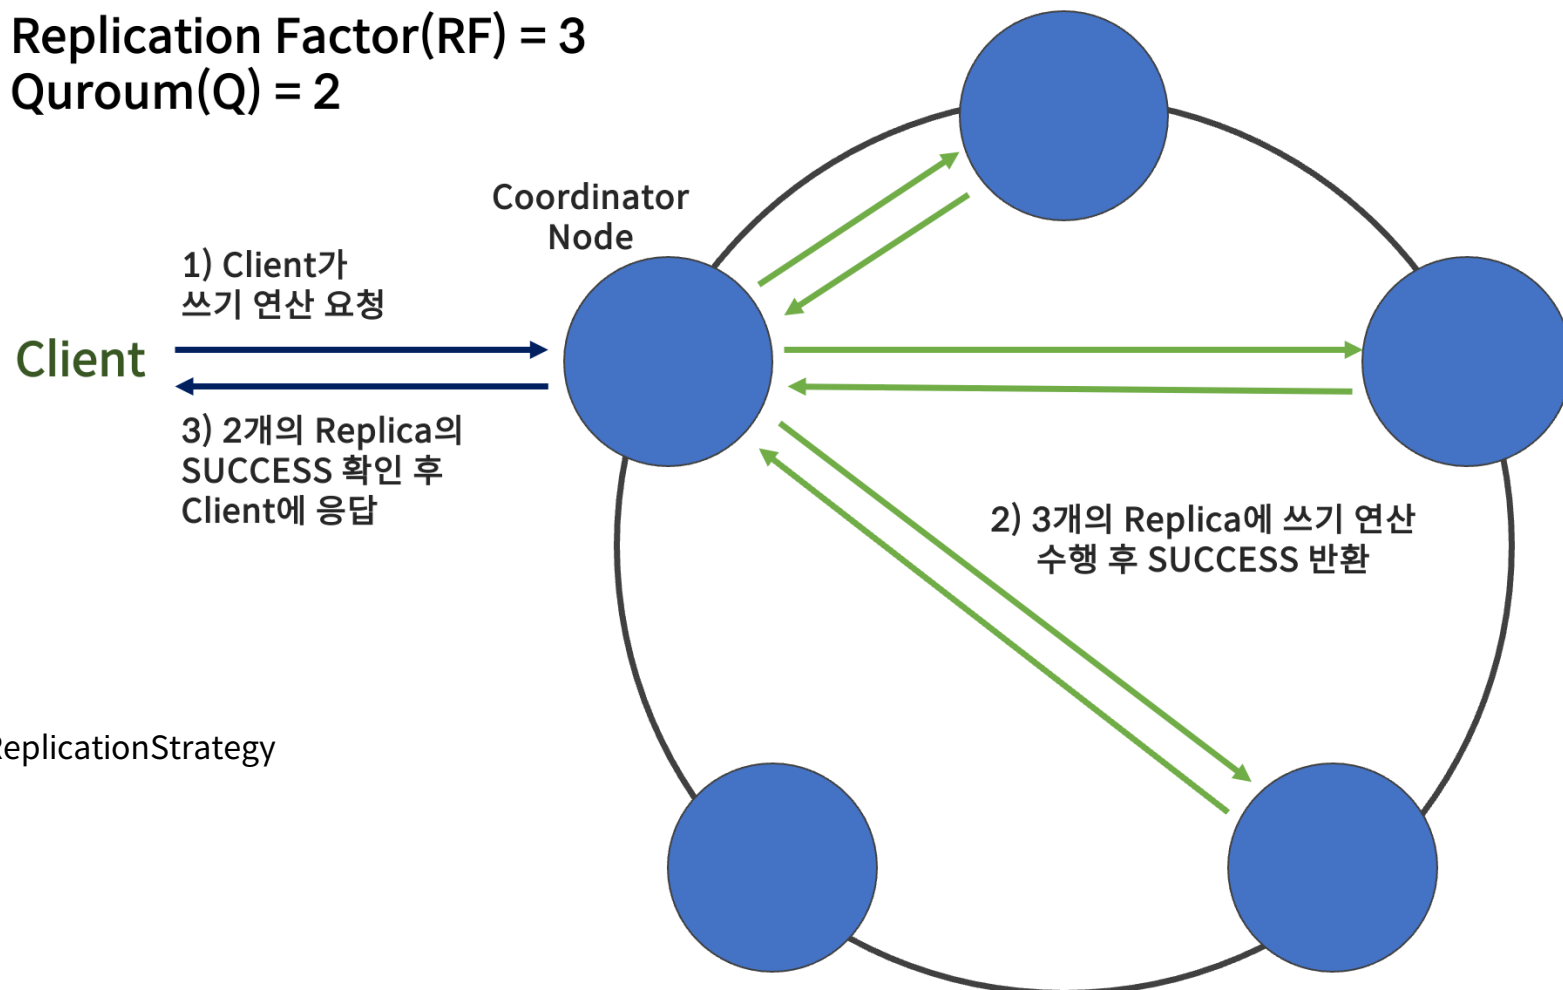 Replication Factor(RF) = 3
Quroum(Q) = 2
Coordinator
Node
1) Client가
쓰기 연산 요청
Client
3) 2개의 Replica의
SUCCESS 확인 후
Client에 응답
2) 3개의 Replica에 쓰기 연산
수행 후 SUCCESS 반환
ReplicationStrategy